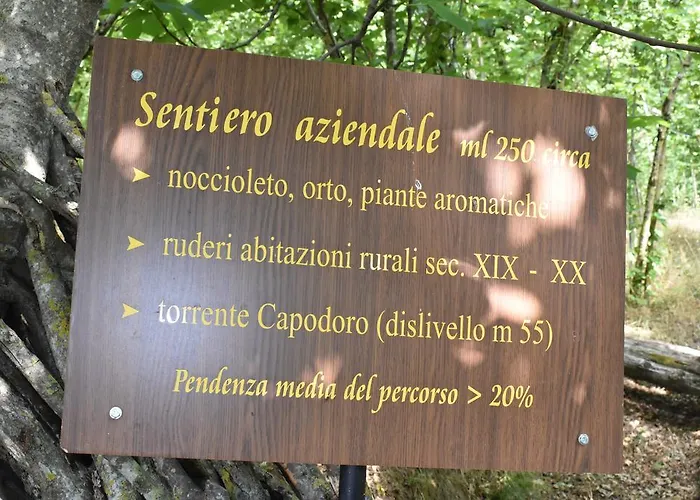 Sentiero aziendale ml 250 circa
➤ noccioleto, orto, piante aromatiche
➤ ruderi abitazioni rurali sec. XIX - XX
➤ torrente Capodoro (dislivello m 55)
Pendenza media del percorso > 20%